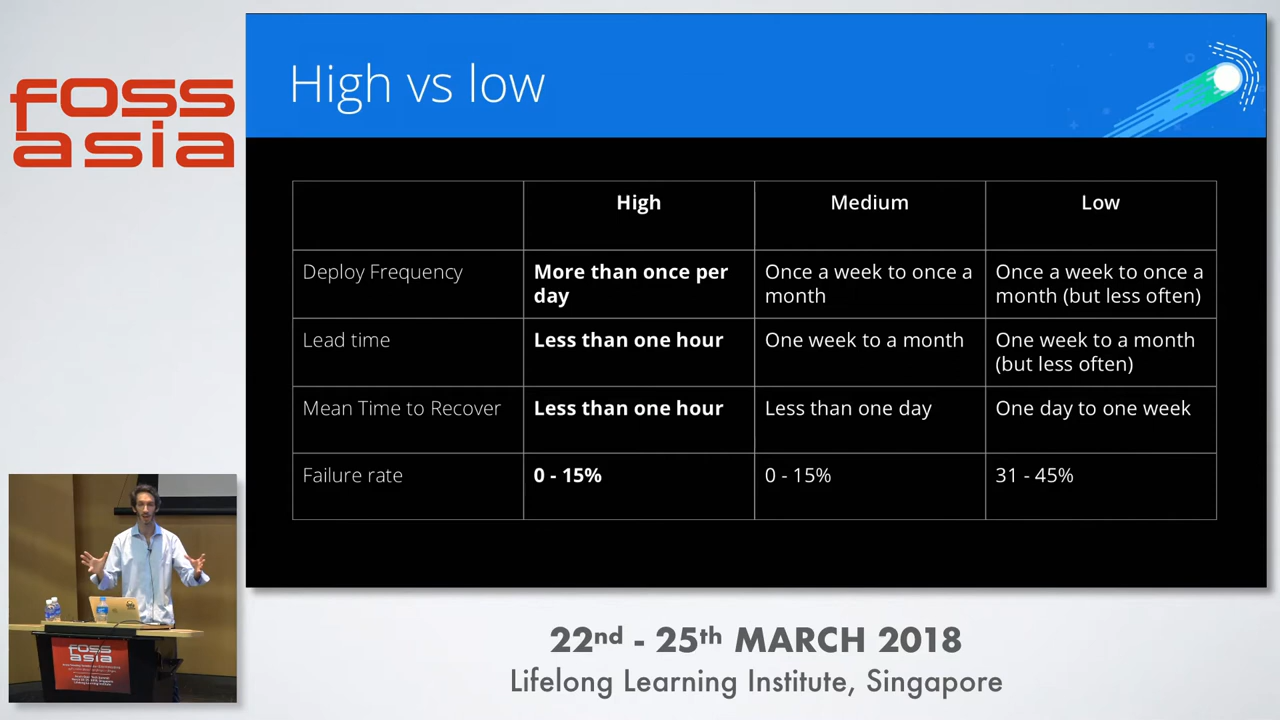 foss
asia
High vs low
High
Medium
Low
Deploy Frequency
More than once per
day
Once a week to once a
month
Once a week to once a
month (but less often)
Lead time
Less than one hour
One week to a month
One week to a month
(but less often)
Mean Time to Recover
Less than one hour
Less than one day
One day to one week
Failure rate
0 - 15%
0 - 15%
31 - 45%
foss
asia
22nd - 25th MARCH 2018
Lifelong Learning Institute, Singapore